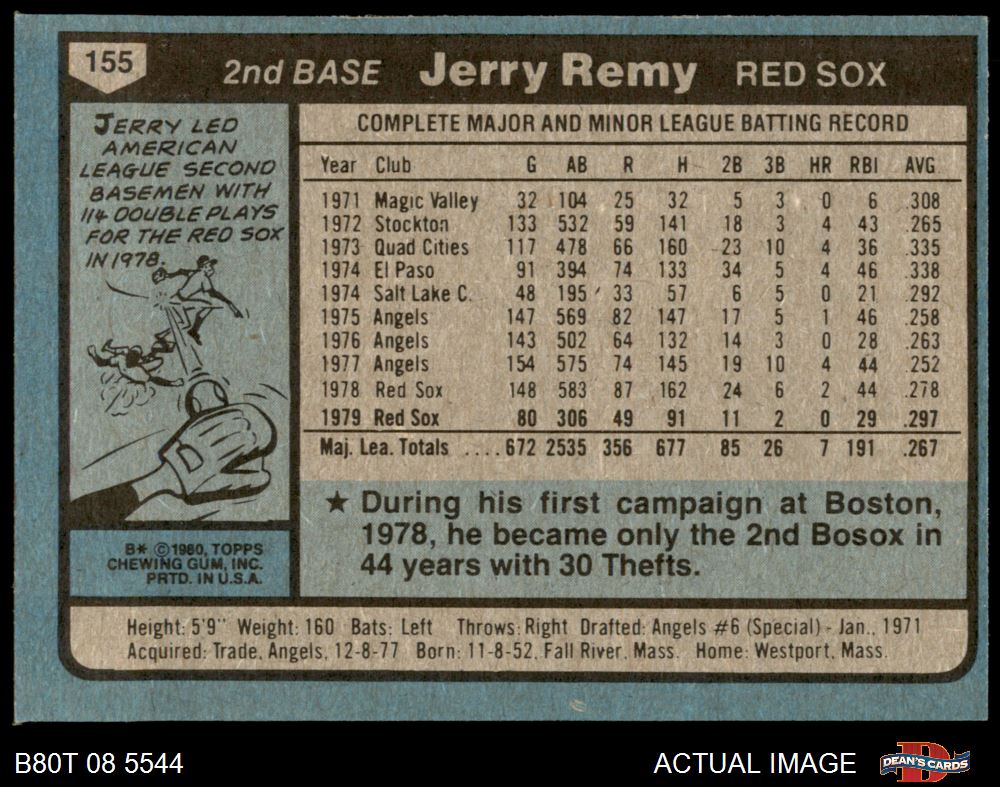 155
2nd BASE Jerry Remy RED SOX
JERRY LED
AMERICAN
LEAGUE SECOND
BASEMEN WITH
114 DOUBLE PLAYS
FOR THE RED SOX
IN 1978.
B* ©1980, TOPPS
CHEWING GUM, INC.
PRTD. IN U.S.A.
COMPLETE MAJOR AND MINOR LEAGUE BATTING RECORD
Year Club G AB R H 2B 3B HR RBI AVG
1971 Magic Valley 32 104 25 32 5 3 0 6 .308
1972 Stockton 133 532 59 141 18 3 4 43 .265
1973 Quad Cities 117 478 66 160 23 10 4 36 .335
1974 El Paso 91 394 74 133 34 5 4 46 .338
1974 Salt Lake C. 48 195 33 57 6 5 0 21 .292
1975 Angels 147 569 82 147 17 5 1 46 .258
1976 Angels 143 502 64 132 14 3 0 28 .263
1977 Angels 154 575 74 145 19 10 4 44 .252
1978 Red Sox 148 583 87 162 24 6 2 44 .278
1979 Red Sox 80 306 49 91 11 2 0 29 .297
Maj. Lea. Totals ....672 2535 356 677 85 26 7 191 .267
★ During his first campaign at Boston,
1978, he became only the 2nd Bosox in
44 years with 30 Thefts.
Height: 5'9" Weight: 160 Bats: Left Throws: Right Drafted: Angels #6 (Special) - Jan., 1971
Acquired: Trade, Angels, 12-8-77 Born: 11-8-52, Fall River, Mass. Home: Westport, Mass.
B80T 08 5544
ACTUAL IMAGE
D
DEAN'S CARDS